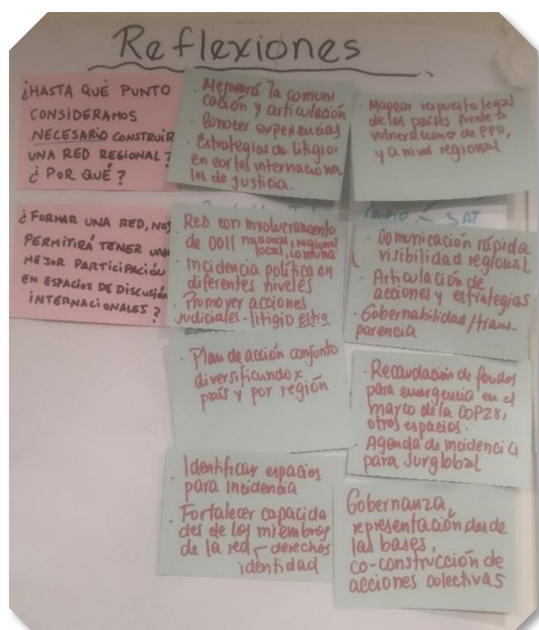 Reflexiones
¿HASTA QUÉ PUNTO
CONSIDERAMOS
NECESARIO CONSTRUIR
UNA RED REGIONAL?
¿POR QUÉ?
· Mejorará la comuni
cación y articulación
· Conocer experiencias
· Estrategias de litigio
en cortes internaciona
les de justicia.
· Mapear respuesta legal
de los países frente a
de PPII,
y a nivel regional
¿FORMAR UNA RED, NOS
PERMITIRÁ TENER UNA
MEJOR PARTICIPACIÓN
EN ESPACIOS DE DISCUSIÓN
INTERNACIONALES?
· Red con involucramento
de OOII nacional, regional
local, comuna
· Incidencia política en
diferentes niveles
· Promover acciones
judiciales - litigio estra
SAT
· Comunicación rápida
visibilidad regional
· Articulación de
acciones y estrategias
· Gobernabilidad/trans-
parencia
· Plan de acción conjunto
diversificando x
país y por región
· Recaudación de fondos
para emergencia en el
marco de la COP28,
otros espacios.
· Agenda de incidencia
para Surglobal
· Identificar espacios
para incidencia
· Fortalecer capacida
des de los miembros
de la red - derechos
identidad
Gobernanza,
representación desde
las bases,
co-construcción de
acciones colectivas